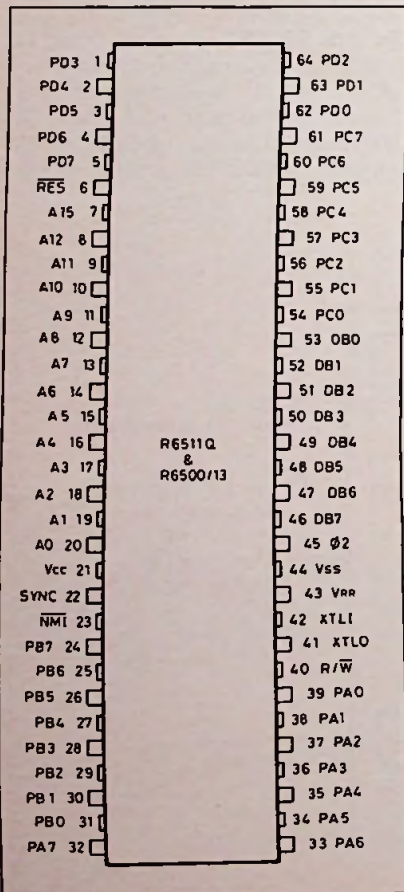 PD3 1
PD4 2
PD5 3
PD6 4
PD7 5
R̅E̅S̅ 6
A15 7
A12 8
A11 9
A10 10
A9 11
A8 12
A7 13
A6 14
A5 15
A4 16
A3 17
A2 18
A1 19
A0 20
Vcc 21
SYNC 22
N̅M̅I̅ 23
PB7 24
PB6 25
PB5 26
PB4 27
PB3 28
PB2 29
PB1 30
PB0 31
PA7 32
R6511Q
&
R6500/13
64 PD2
63 PD1
62 PD0
61 PC7
60 PC6
59 PC5
58 PC4
57 PC3
56 PC2
55 PC1
54 PC0
53 DB0
52 DB1
51 DB2
50 DB3
49 DB4
48 DB5
47 DB6
46 DB7
45 Ø2
44 Vss
43 VRR
42 XTLI
41 XTLO
40 R/W̅
39 PA0
38 PA1
37 PA2
36 PA3
35 PA4
34 PA5
33 PA6